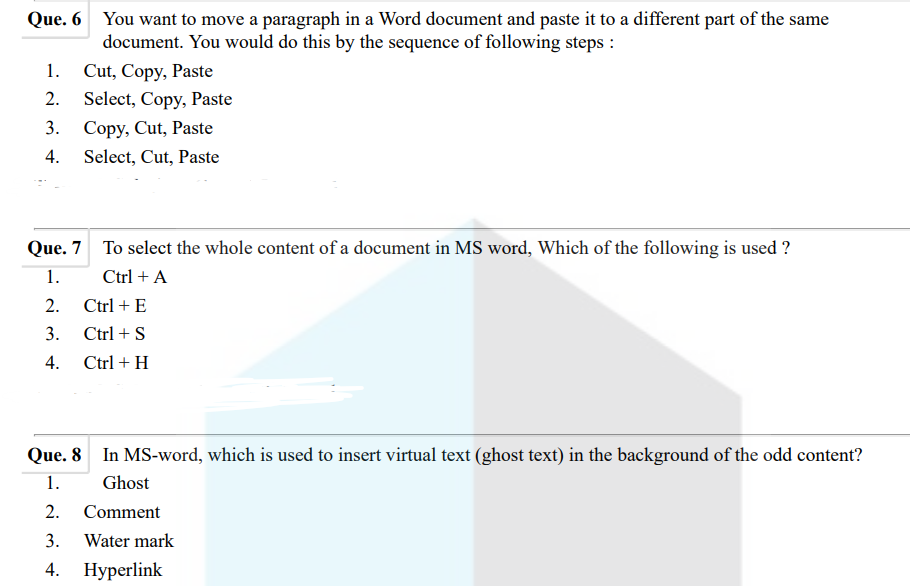 Que. 6 You want to move a paragraph in a Word document and paste it to a different part of the same
document. You would do this by the sequence of following steps :
1. Cut, Copy, Paste
2. Select, Copy, Paste
3. Copy, Cut, Paste
4. Select, Cut, Paste
Que. 7 To select the whole content of a document in MS word, Which of the following is used ?
1. Ctrl + A
2. Ctrl + E
3. Ctrl + S
4. Ctrl + H
Que. 8 In MS-word, which is used to insert virtual text (ghost text) in the background of the odd content?
1. Ghost
2. Comment
3. Water mark
4. Hyperlink